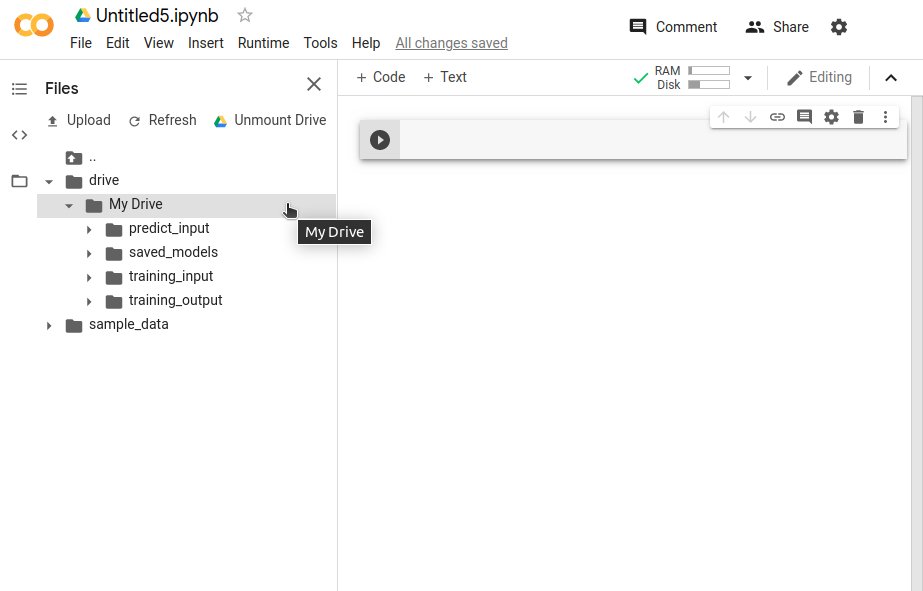 Untitled5.ipynb
File Edit View Insert Runtime Tools Help All changes saved
Comment Share
Files
Upload Refresh Unmount Drive
..
drive
My Drive
predict_input
saved_models
training_input
training_output
sample_data
+ Code + Text
RAM
Disk
Editing
My Drive